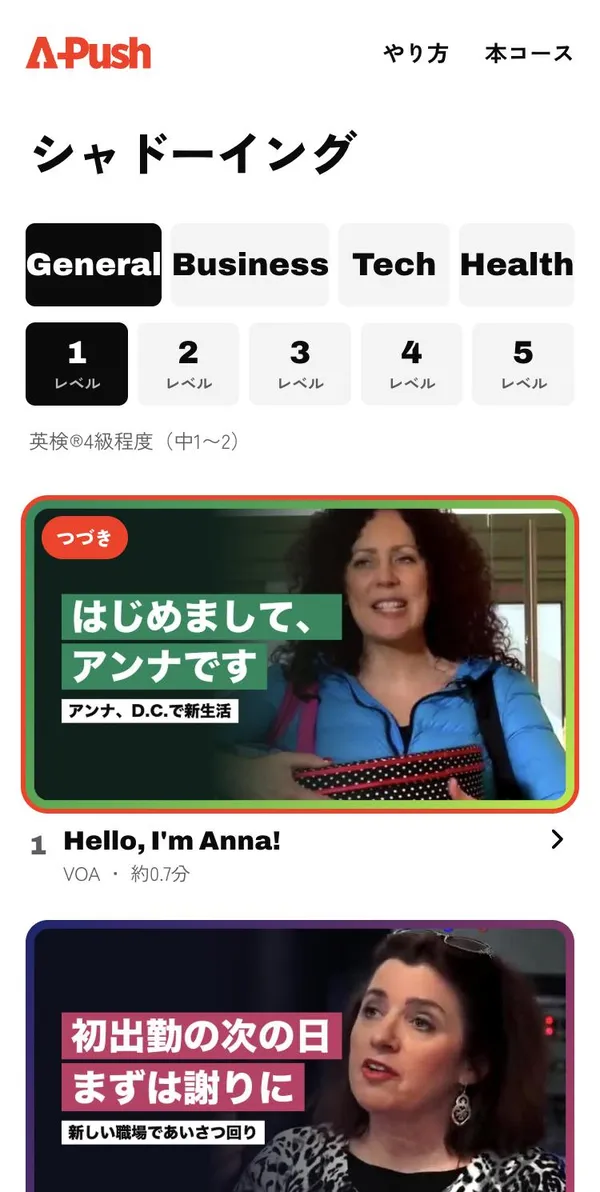 A-Push
やり方
本コース
シャドーイング
General
Business
Tech
Health
1
レベル
2
レベル
3
レベル
4
レベル
5
レベル
英検®4級程度（中1〜2）
つづき
はじめまして、
アンナです
アンナ、D.C.で新生活
1
Hello, I'm Anna!
VOA ・ 約0.7分
初出勤の次の日
まずは謝りに
新しい職場であいさつ回り